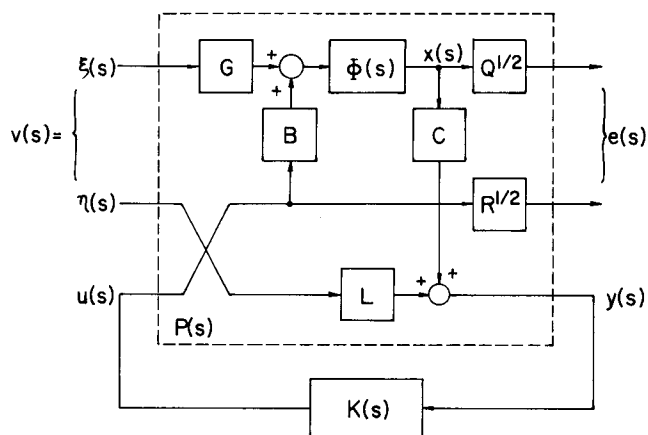 ξ(s) G + Φ(s) x(s) Q^{1/2}
+
v(s)= { B C } e(s)
η(s) R^{1/2}
+ +
u(s) L y(s)
P(s)
K(s)